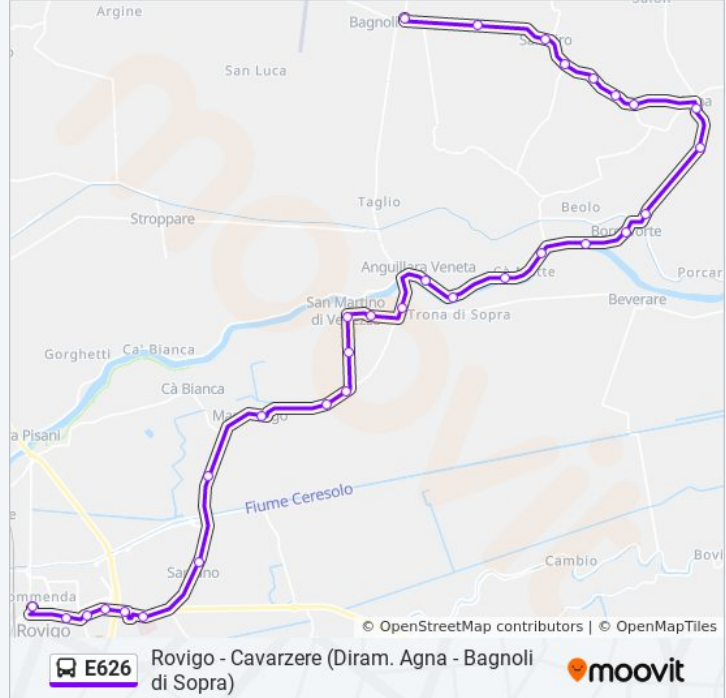 Argine
Bagnoli
San Luca
Taglio
Beolo
Stroppare
Anguillara Veneta
Porcar
San Martino
Beverare
Trona di Sopra
Gorghetti
Ca' Bianca
Cà Bianca
a Pisani
Fiume Ceresolo
Cambio
Bovi
ommenda
Rovigo
© OpenStreetMap contributors | © OpenMapTiles
E626
Rovigo - Cavarzere (Diram. Agna - Bagnoli
di Sopra)
moovit